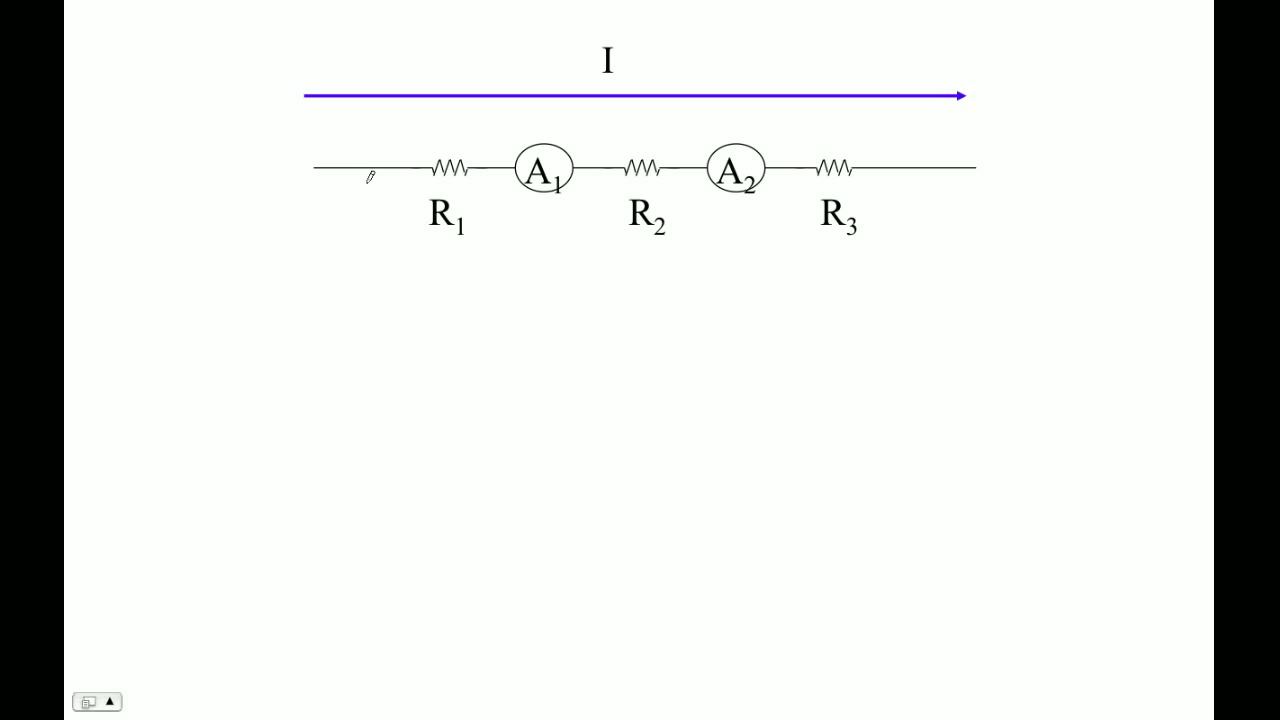 I
A₁ A₂
R₁ R₂ R₃